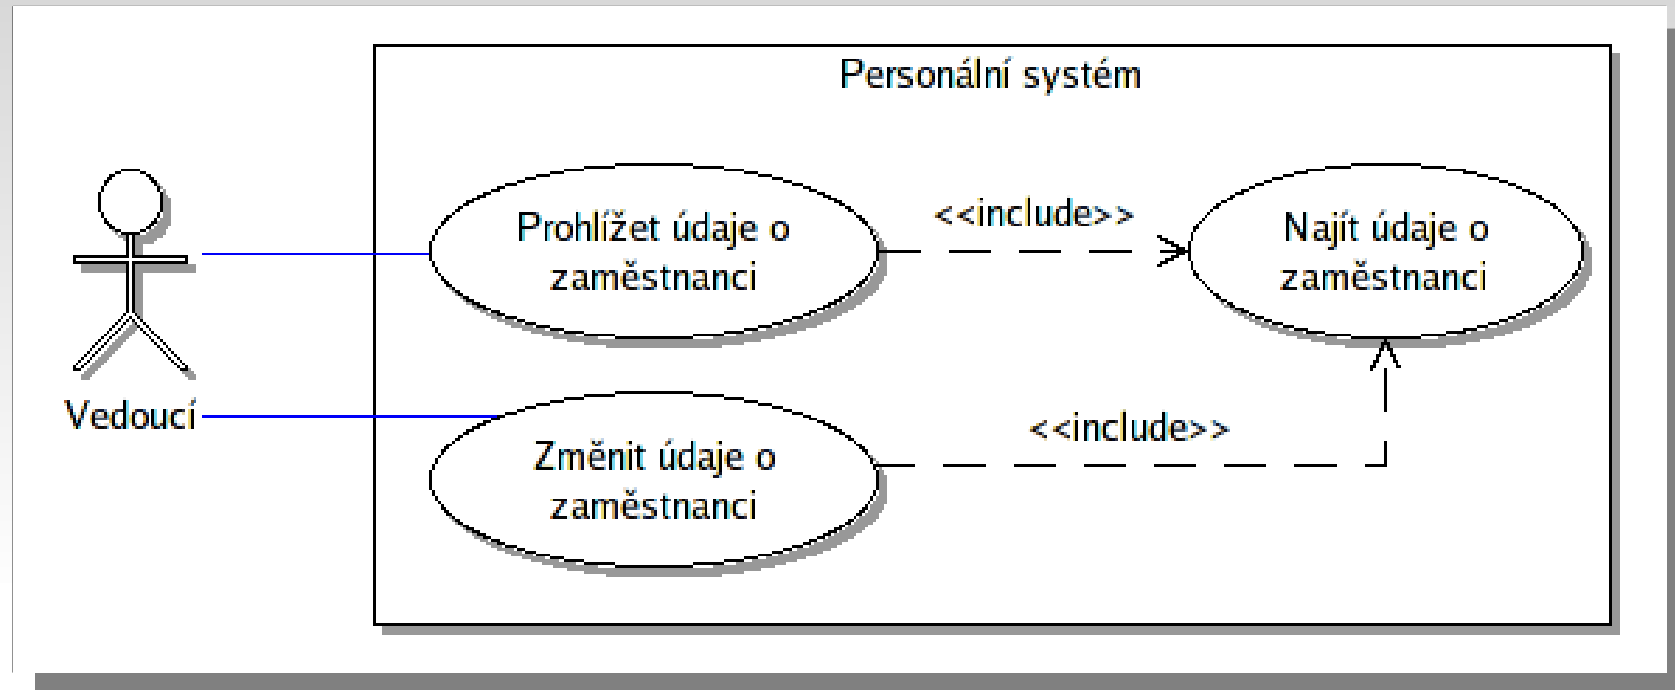 Personální systém
Prohlížet údaje o
zaměstnanci
<<include>>
Najít údaje o
zaměstnanci
Vedoucí
Změnit údaje o
zaměstnanci
<<include>>